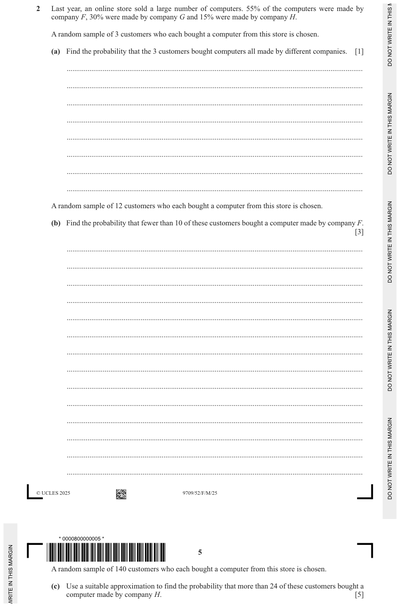 2 Last year, an online store sold a large number of computers. 55% of the computers were made by
company F, 30% were made by company G and 15% were made by company H.
A random sample of 3 customers who each bought a computer from this store is chosen.
(a) Find the probability that the 3 customers bought computers all made by different companies. [1]
A random sample of 12 customers who each bought a computer from this store is chosen.
(b) Find the probability that fewer than 10 of these customers bought a computer made by company F.
[3]
© UCLES 2025
9709/52/F/M/25
DO NOT WRITE IN THIS MARGIN
DO NOT WRITE IN THIS MARGIN
DO NOT WRITE IN THIS MARGIN
DO NOT WRITE IN THIS MARGIN
DO NOT WRITE IN THIS MARGIN
* 0000800000005 *
5
A random sample of 140 customers who each bought a computer from this store is chosen.
(c) Use a suitable approximation to find the probability that more than 24 of these customers bought a
computer made by company H. [5]
WRITE IN THIS MARGIN